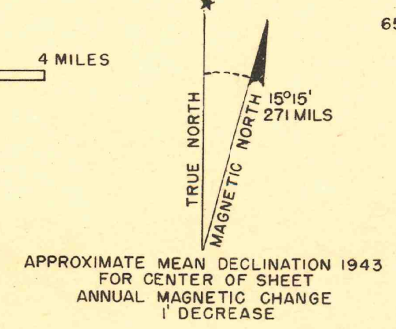 65
4 MILES
15°15'
271 MILS
TRUE NORTH
MAGNETIC NORTH
APPROXIMATE MEAN DECLINATION 1943
FOR CENTER OF SHEET
ANNUAL MAGNETIC CHANGE
1' DECREASE